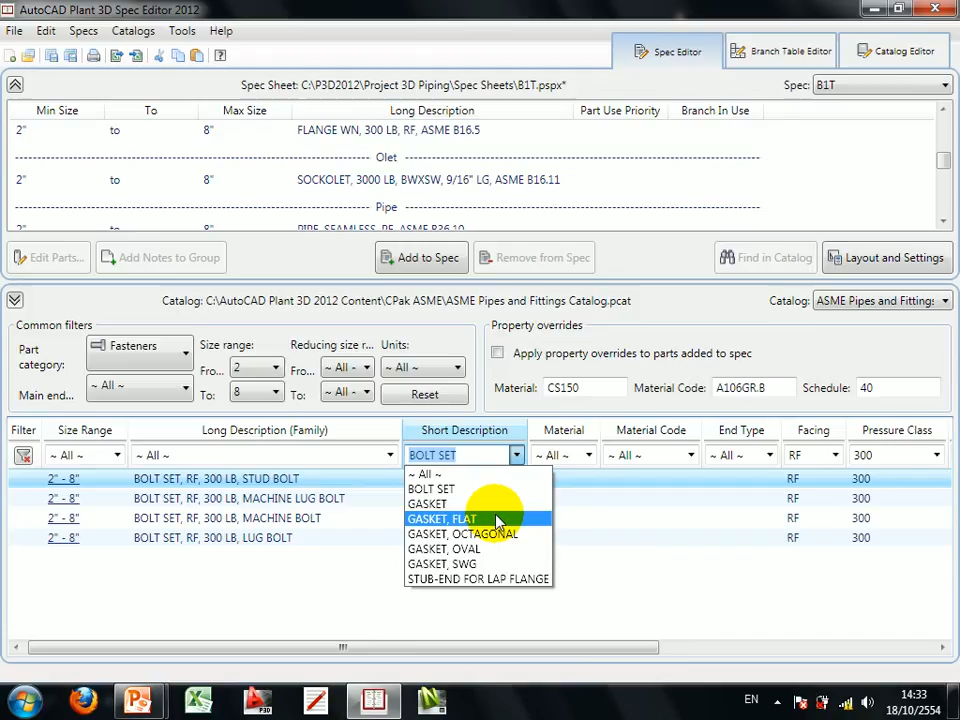 AutoCAD Plant 3D Spec Editor 2012
File Edit Specs Catalogs Tools Help
Spec Editor Branch Table Editor Catalog Editor
Spec Sheet: C:\P3D2012\Project 3D Piping\Spec Sheets\B1T.pspx* Spec: B1T
Min Size To Max Size Long Description Part Use Priority Branch In Use
2" to 8" FLANGE WN, 300 LB, RF, ASME B16.5
Olet
2" to 8" SOCKOLET, 3000 LB, BWXSW, 9/16" LG, ASME B16.11
Pipe
2" to 8" PIPE, SEAMLESS, PE, ASME B36.10
Edit Parts... Add Notes to Group Add to Spec Remove from Spec Find in Catalog Layout and Settings
Catalog: C:\AutoCAD Plant 3D 2012 Content\CPak ASME\ASME Pipes and Fittings Catalog.pcat Catalog: ASME Pipes and Fittings
Common filters Property overrides
Part category: Fasteners Size range: Reducing size r... Units:
From... 2 From... ~ All ~ ~ All ~ Apply property overrides to parts added to spec
Main end... ~ All ~ To: 8 To: ~ All ~ Reset Material: CS150 Material Code: A106GR.B Schedule: 40
Filter Size Range Long Description (Family) Short Description Material Material Code End Type Facing Pressure Class
~ All ~ ~ All ~ BOLT SET ~ All ~ ~ All ~ ~ All ~ RF 300
2" - 8" BOLT SET, RF, 300 LB, STUD BOLT RF 300
2" - 8" BOLT SET, RF, 300 LB, MACHINE LUG BOLT RF 300
2" - 8" BOLT SET, RF, 300 LB, MACHINE BOLT RF 300
2" - 8" BOLT SET, RF, 300 LB, LUG BOLT RF 300
~ All ~
BOLT SET
GASKET
GASKET, FLAT
GASKET, OCTAGONAL
GASKET, OVAL
GASKET, SWG
STUB-END FOR LAP FLANGE
EN 14:33
18/10/2554